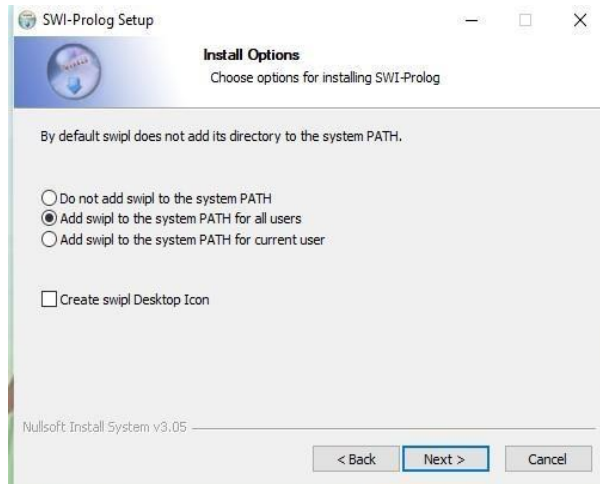 SWI-Prolog Setup
Install Options
Choose options for installing SWI-Prolog
By default swipl does not add its directory to the system PATH.
Do not add swipl to the system PATH
Add swipl to the system PATH for all users
Add swipl to the system PATH for current user
Create swipl Desktop Icon
Nullsoft Install System v3.05
< Back Next > Cancel